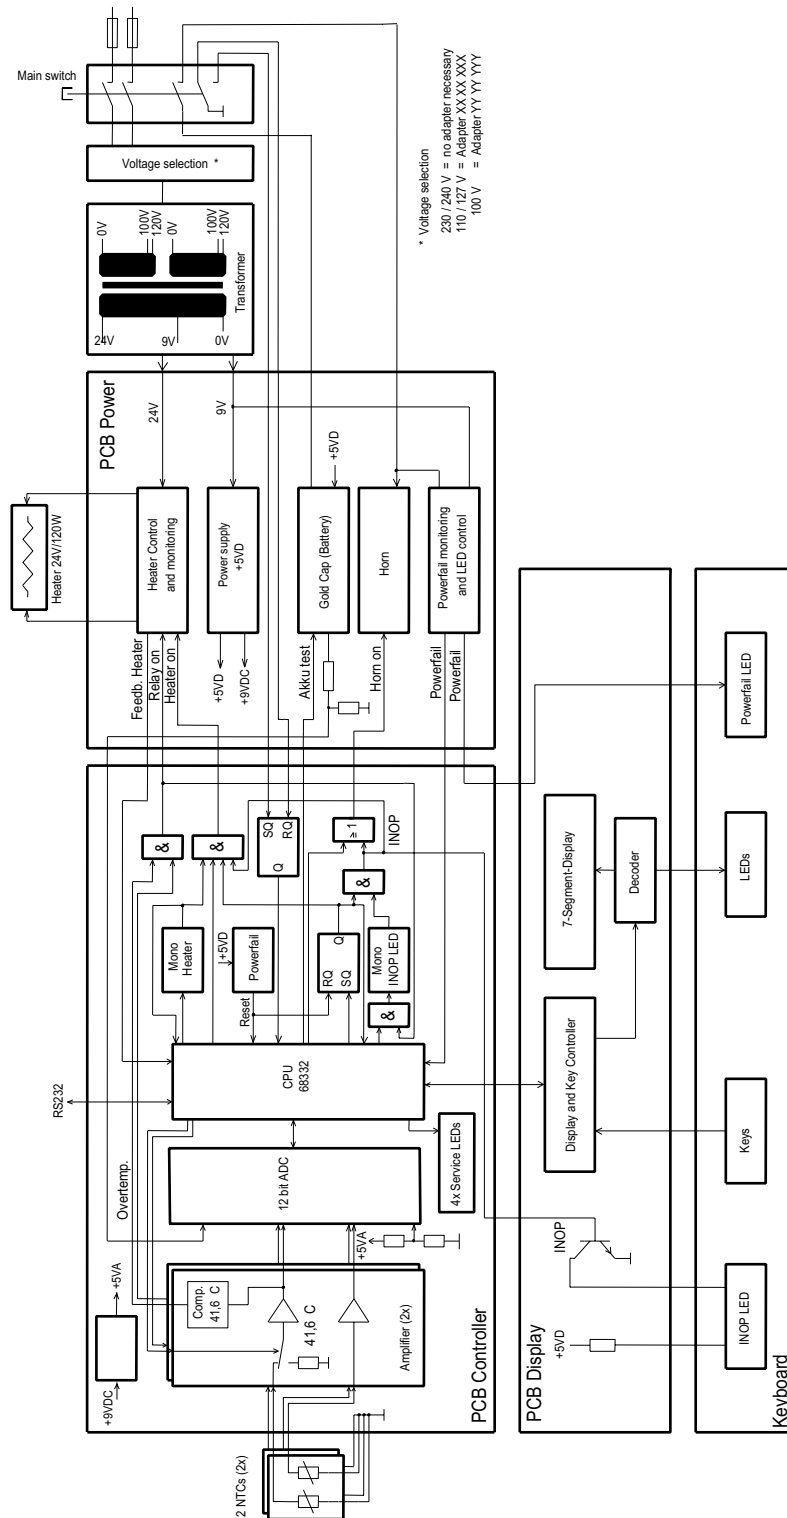 Main switch
Voltage selection *
0V
100V
120V
0V
100V
120V
Transformer
24V
9V
0V
* Voltage selection
230 / 240 V = no adapter necessary
110 / 127 V = Adapter XX XX XXX
100 V = Adapter YY YY YYY
PCB Power
24V
9V
Heater 24V/120W
Heater Control
and monitoring
Power supply
+5VD
Gold Cap (Battery)
+5VD
Horn
Powerfail monitoring
and LED control
Feedb. Heater
Relay on
Heater on
+5VD
+9VDC
Akku test
Horn on
Powerfail
Powerfail
PCB Controller
&
&
SQ
RQ
Q
≥ 1
INOP
&
Mono
Heater
+5VD
Powerfail
Reset
Q
RQ
SQ
Mono
INOP LED
&
RS232
CPU
68332
Overtemp.
12 bit ADC
4x Service LEDs
+5VA
+5VA
+9VDC
Comp.
41,6 C
41,6 C
Amplifier (2x)
2 NTCs (2x)
PCB Display
7-Segment-Display
Decoder
Display and Key Controller
INOP
+5VD
Keyboard
Powerfail LED
LEDs
Keys
INOP LED